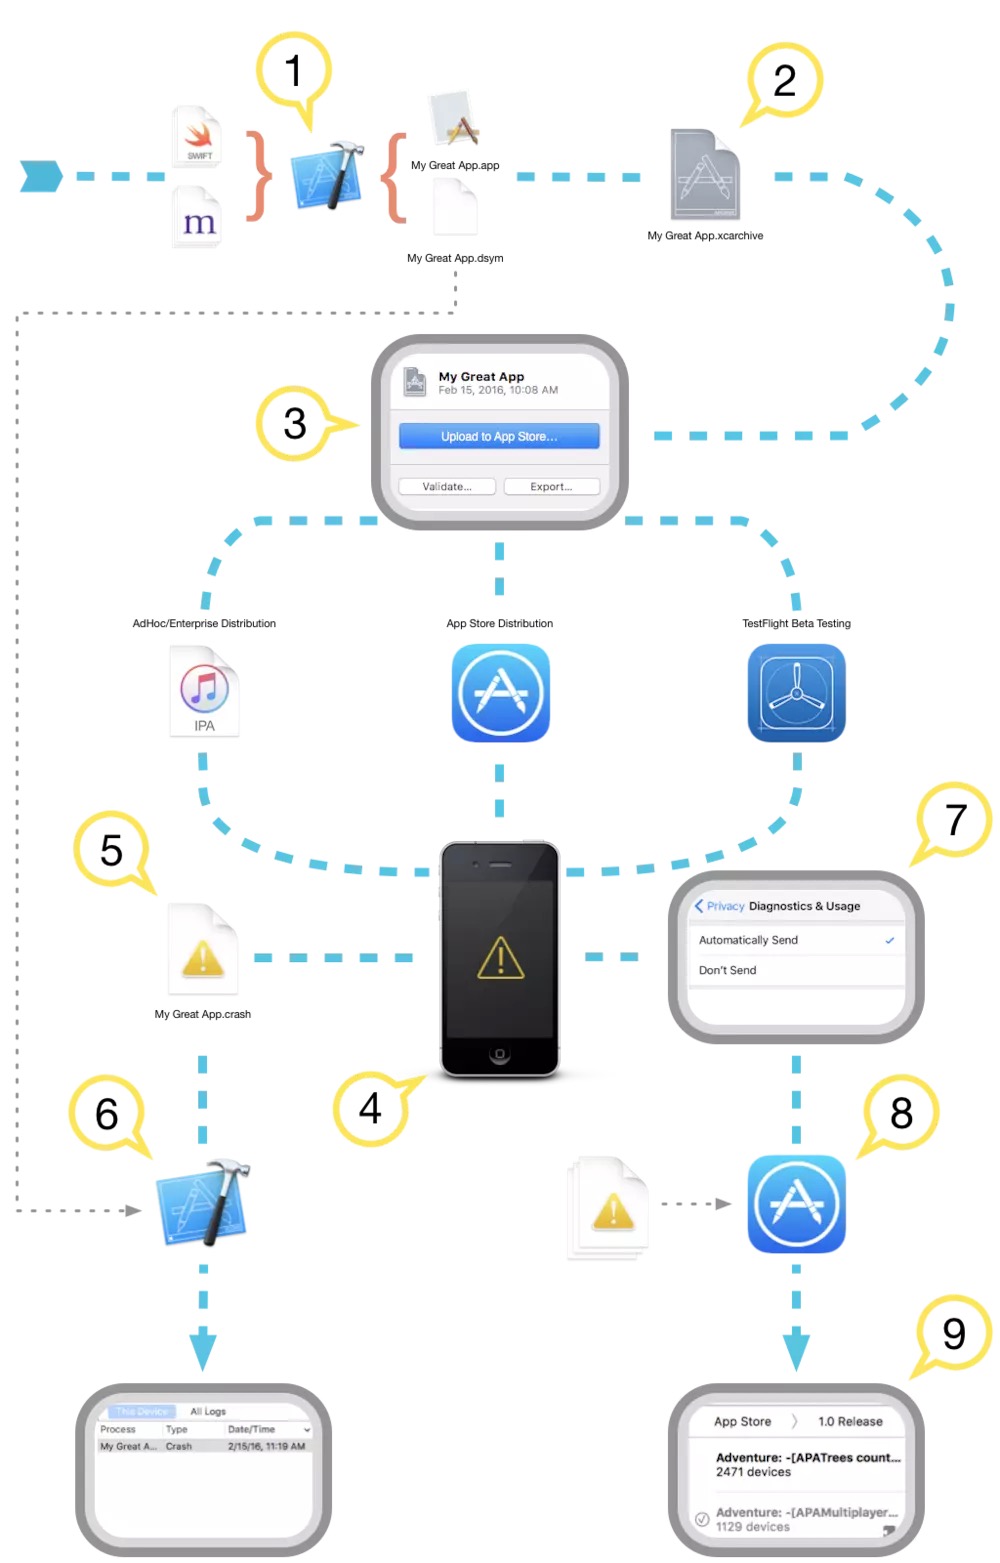 1
2
SWIFT
m
My Great App.app
My Great App.dsym
My Great App.xcarchive
3
My Great App
Feb 15, 2016, 10:08 AM
Upload to App Store...
Validate...
Export...
AdHoc/Enterprise Distribution
App Store Distribution
TestFlight Beta Testing
IPA
5
7
My Great App.crash
Privacy Diagnostics & Usage
Automatically Send
Don't Send
4
6
8
9
This Device All Logs
Process Type Date/Time
My Great A... Crash 2/15/16, 11:19 AM
App Store 1.0 Release
Adventure: -[APATrees count...
2471 devices
Adventure: -[APAMultiplayer...
1129 devices